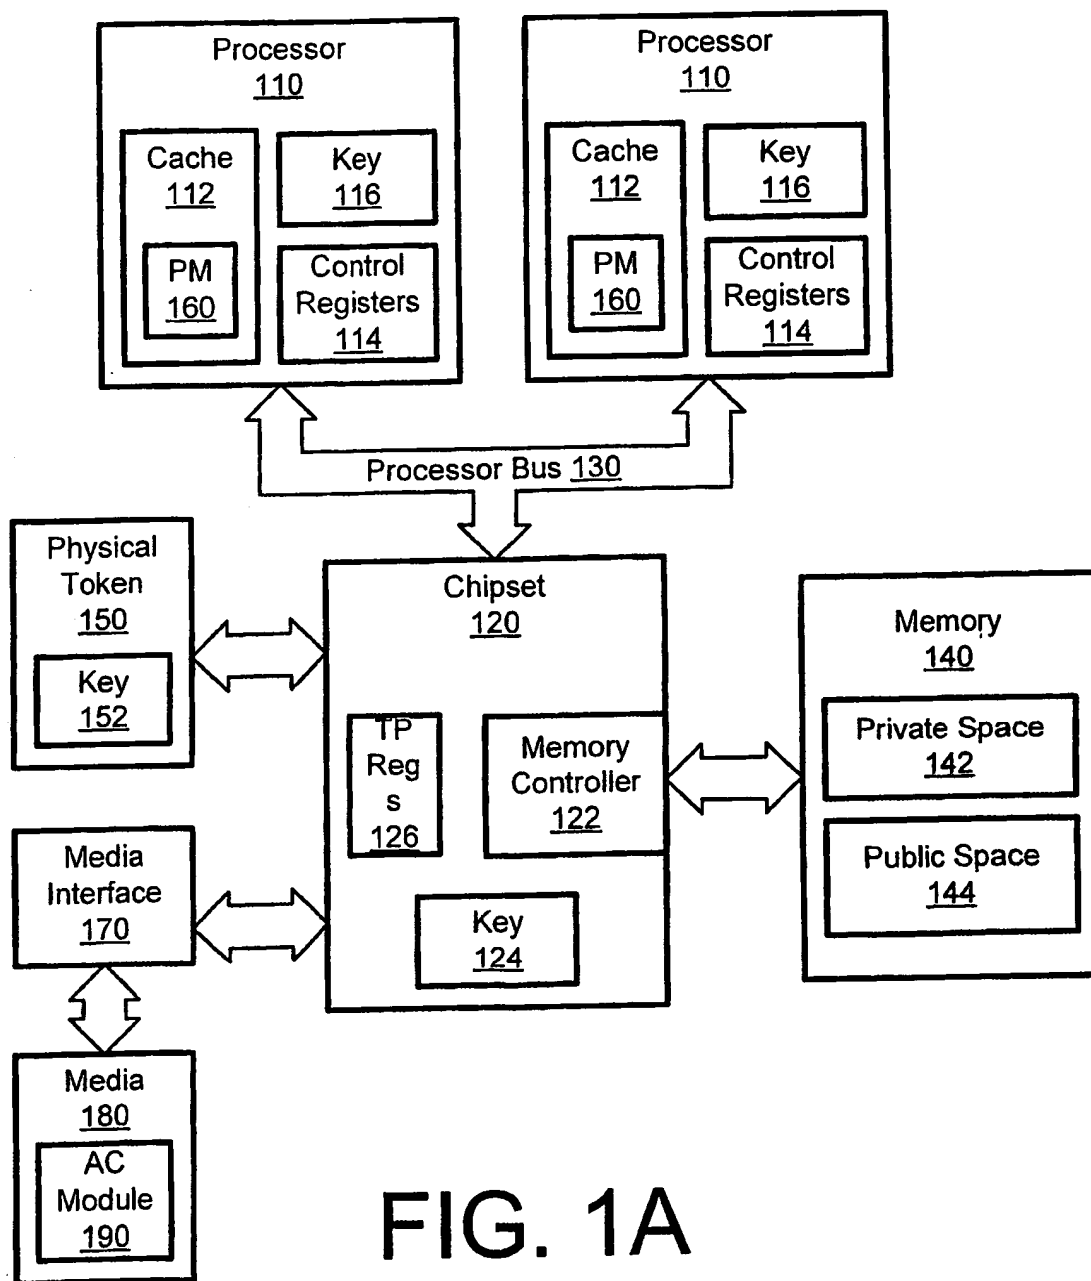 Processor
110
Cache
112
PM
160
Key
116
Control
Registers
114
Processor
110
Cache
112
PM
160
Key
116
Control
Registers
114
Processor Bus 130
Physical
Token
150
Key
152
Chipset
120
TP
Reg
s
126
Memory
Controller
122
Key
124
Memory
140
Private Space
142
Public Space
144
Media
Interface
170
Media
180
AC
Module
190
FIG. 1A